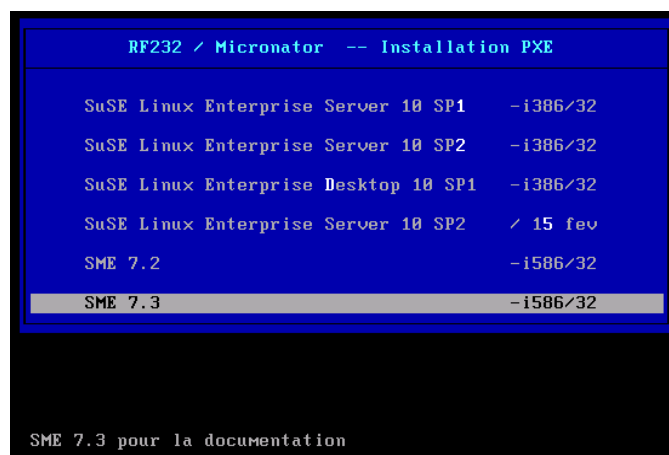 RF232 / Micronator -- Installation PXE
SuSE Linux Enterprise Server 10 SP1 -i386/32
SuSE Linux Enterprise Server 10 SP2 -i386/32
SuSE Linux Enterprise Desktop 10 SP1 -i386/32
SuSE Linux Enterprise Server 10 SP2 / 15 fev
SME 7.2 -i586/32
SME 7.3 -i586/32
SME 7.3 pour la documentation